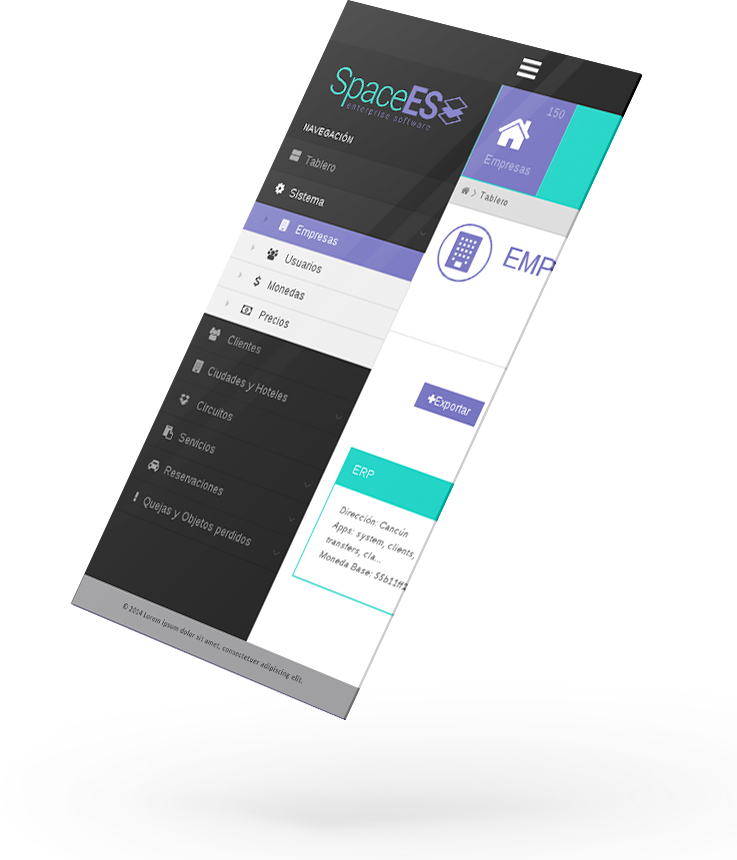 SpaceES
enterprise software
NAVEGACIÓN
Tablero
Sistema
Empresas
Usuarios
Monedas
Precios
Clientes
Ciudades y Hoteles
Circuitos
Servicios
Reservaciones
Quejas y Objetos perdidos
150
Empresas
Tablero
EMP
Exportar
ERP
Dirección: Cancún
Apps: system, clients,
transfers, cla...
Moneda Base:
© 2014 Lorem ipsum dolor sit amet, consectetuer adipiscing elit.